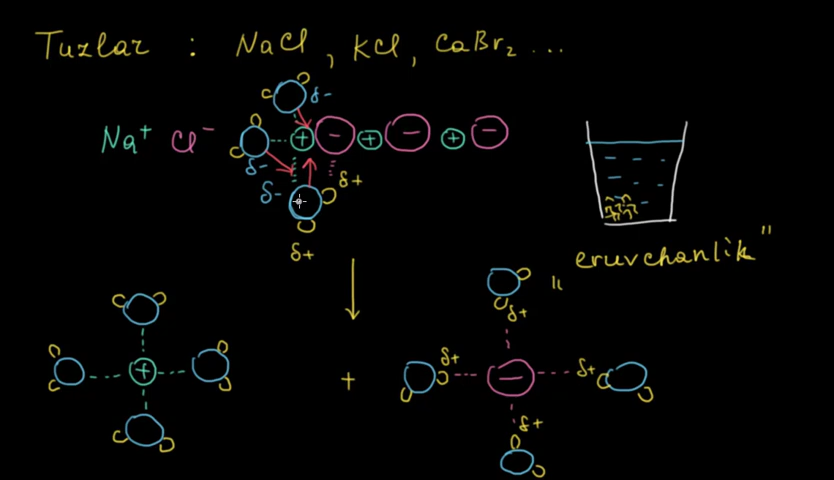 Tuzlar : NaCl, KCl, CaBr₂ ...
δ-
Na⁺ Cl⁻ + - + - + -
δ-
δ- δ+
δ+
"eruvchanlik"
δ+
δ+
+ + - δ+
δ+